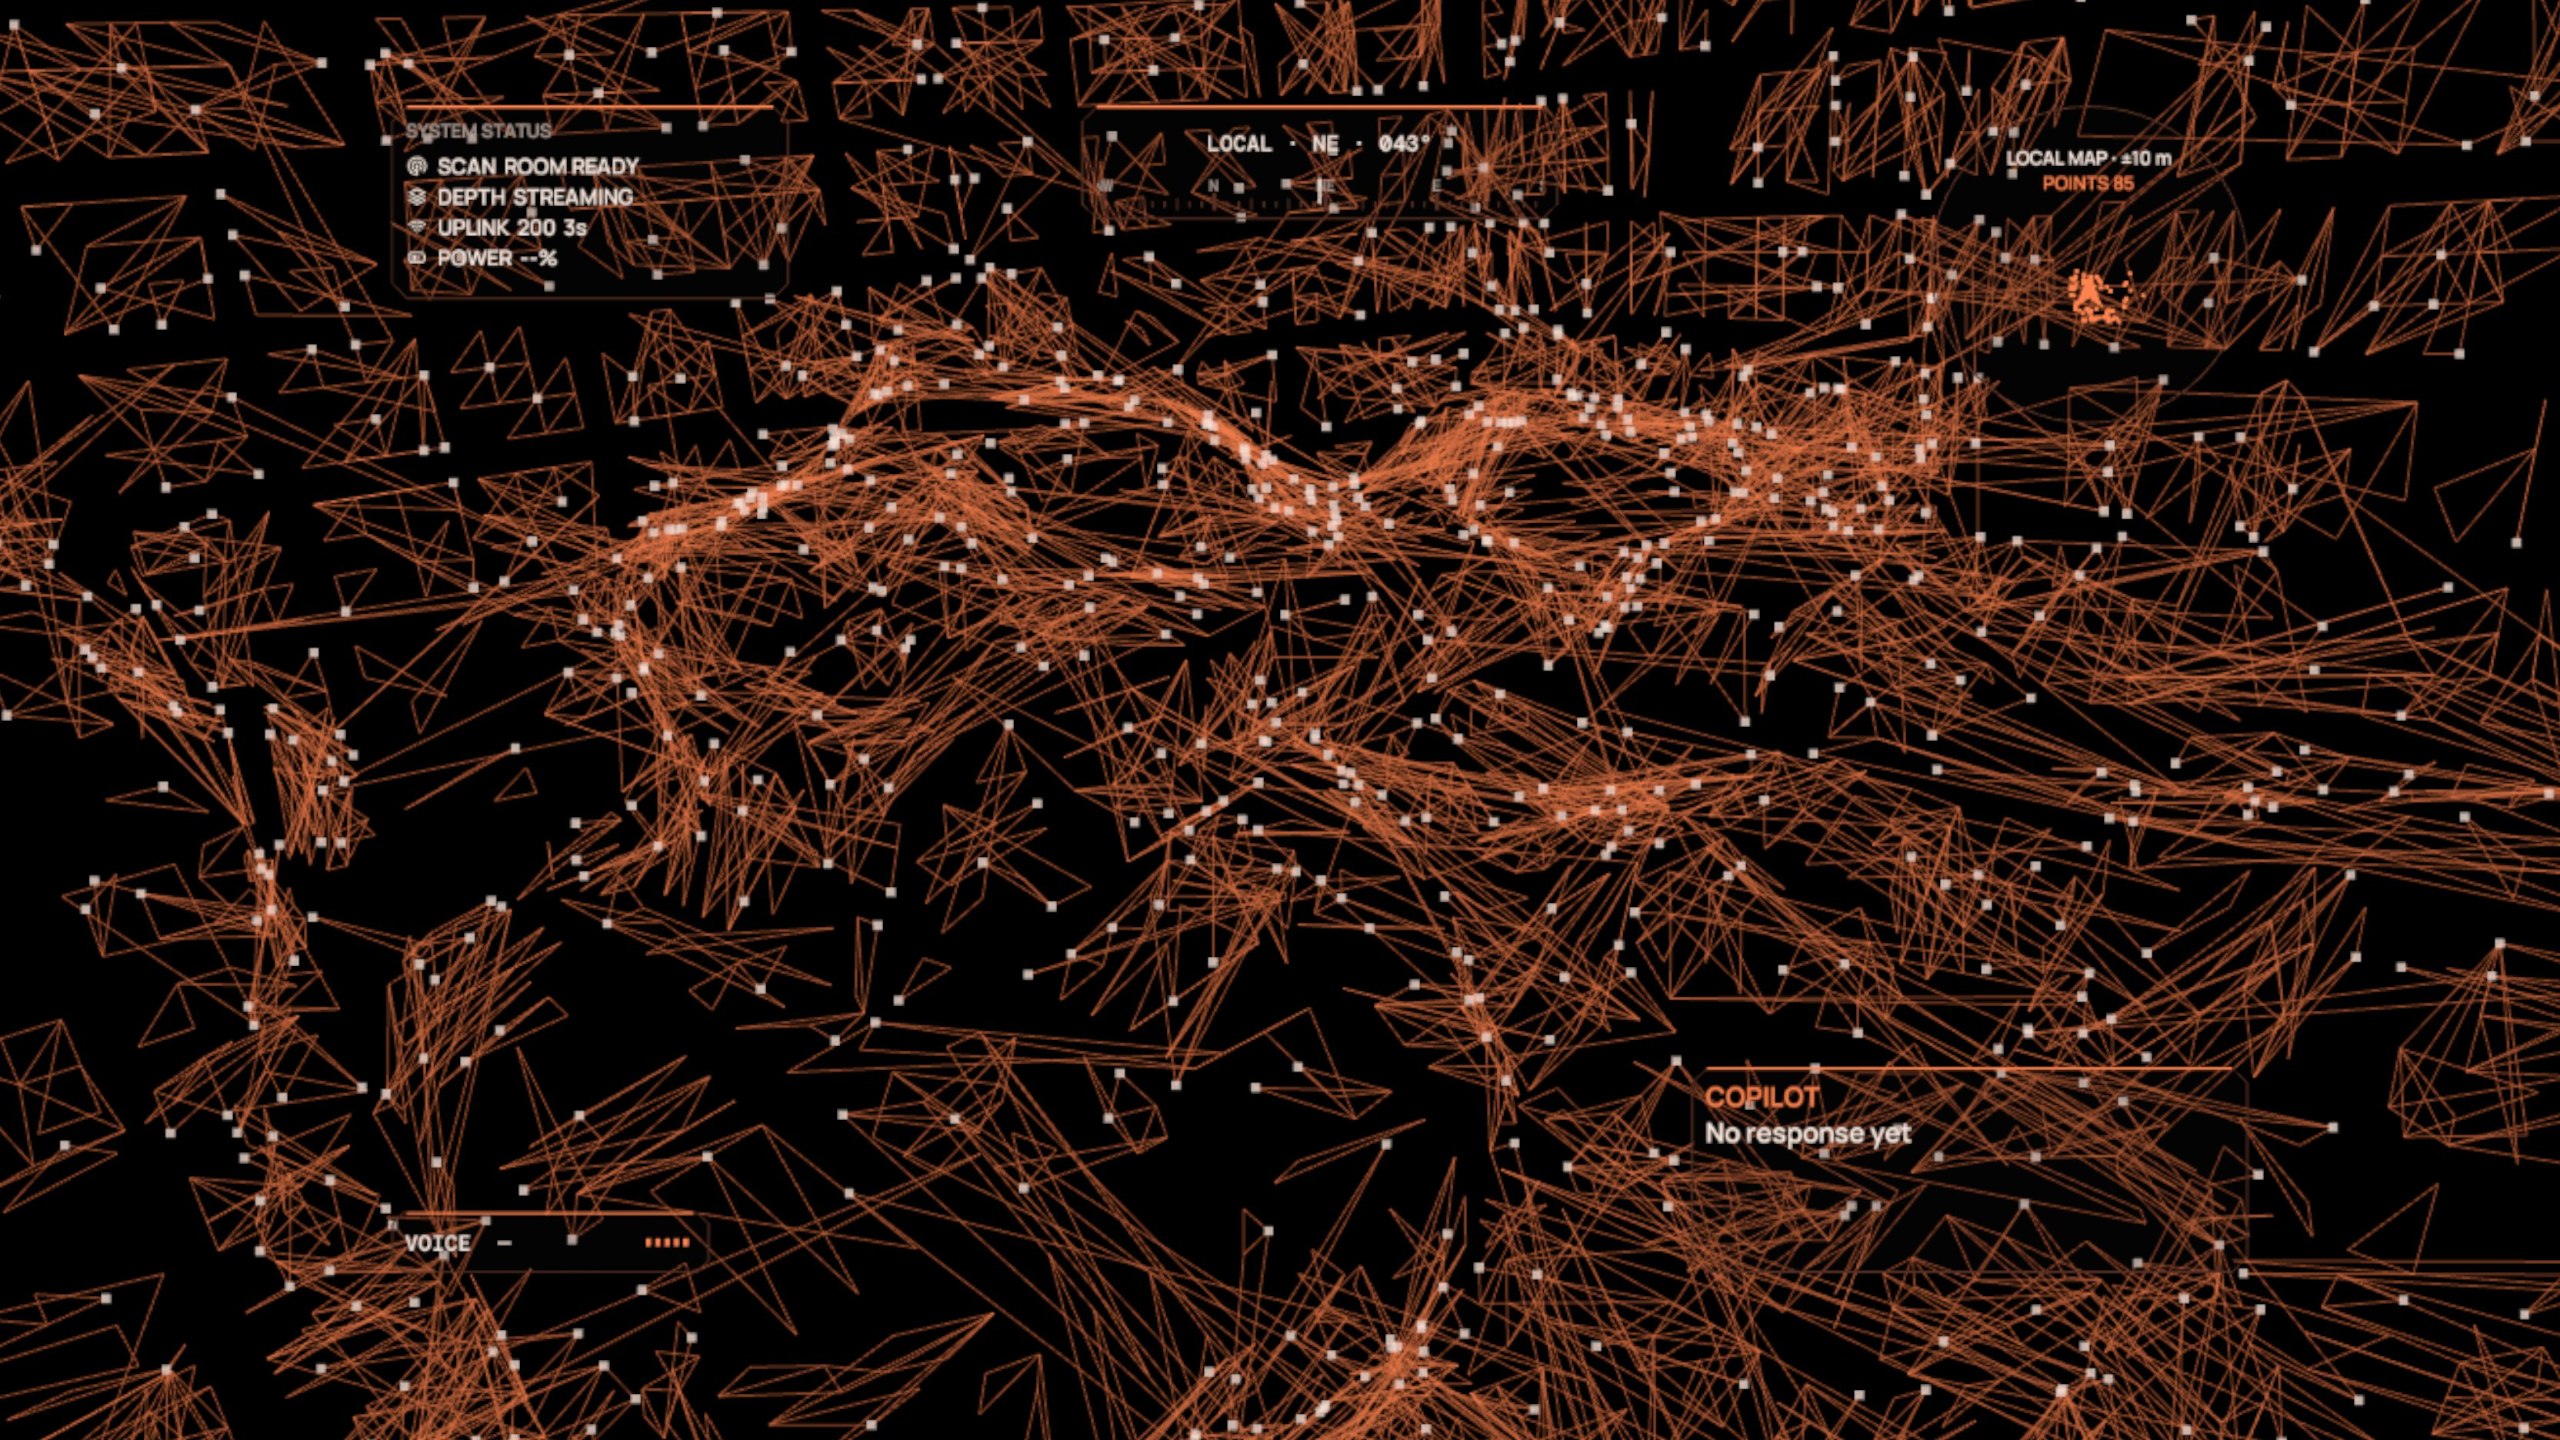 SYSTEM STATUS
SCAN ROOM READY
DEPTH STREAMING
UPLINK 200 3s
POWER --%
LOCAL · NE · 043°
W N NE E
LOCAL MAP · ±10 m
POINTS 85
COPILOT
No response yet
VOICE —